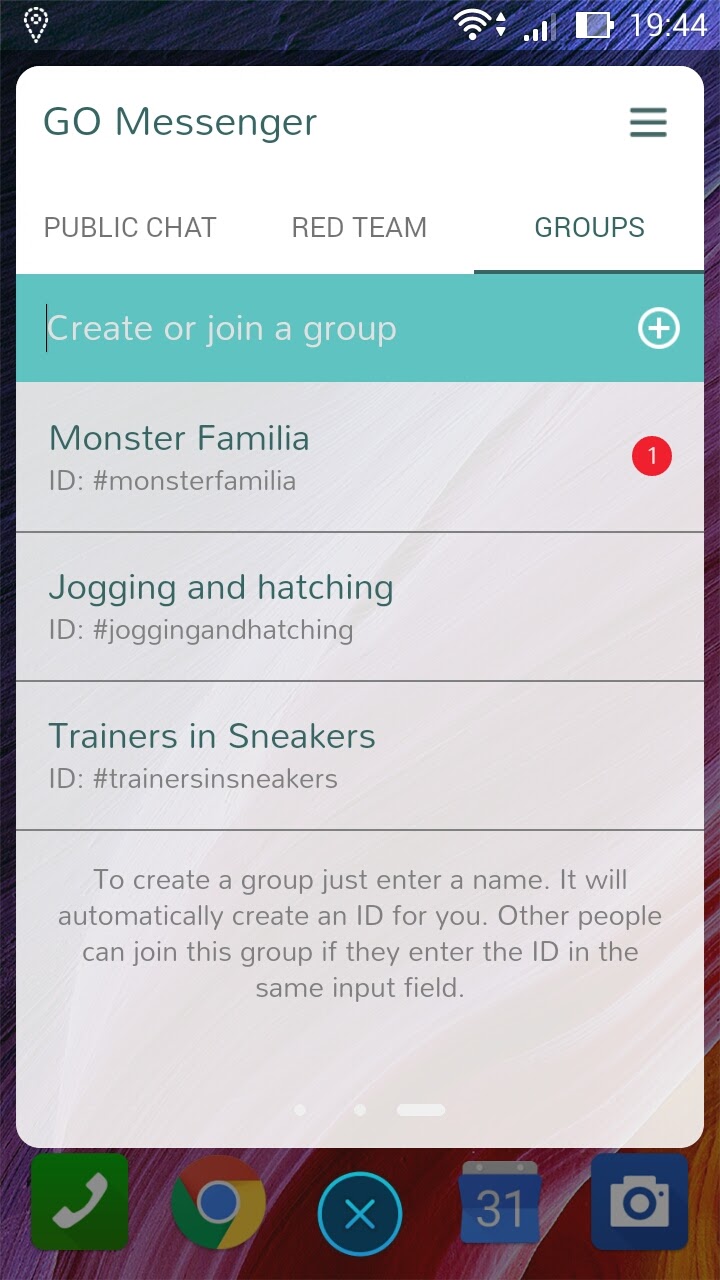 19:44
GO Messenger
PUBLIC CHAT
RED TEAM
GROUPS
Create or join a group
Monster Familia
ID: #monsterfamilia
1
Jogging and hatching
ID: #joggingandhatching
Trainers in Sneakers
ID: #trainersinsneakers
To create a group just enter a name. It will
automatically create an ID for you. Other people
can join this group if they enter the ID in the
same input field.
31